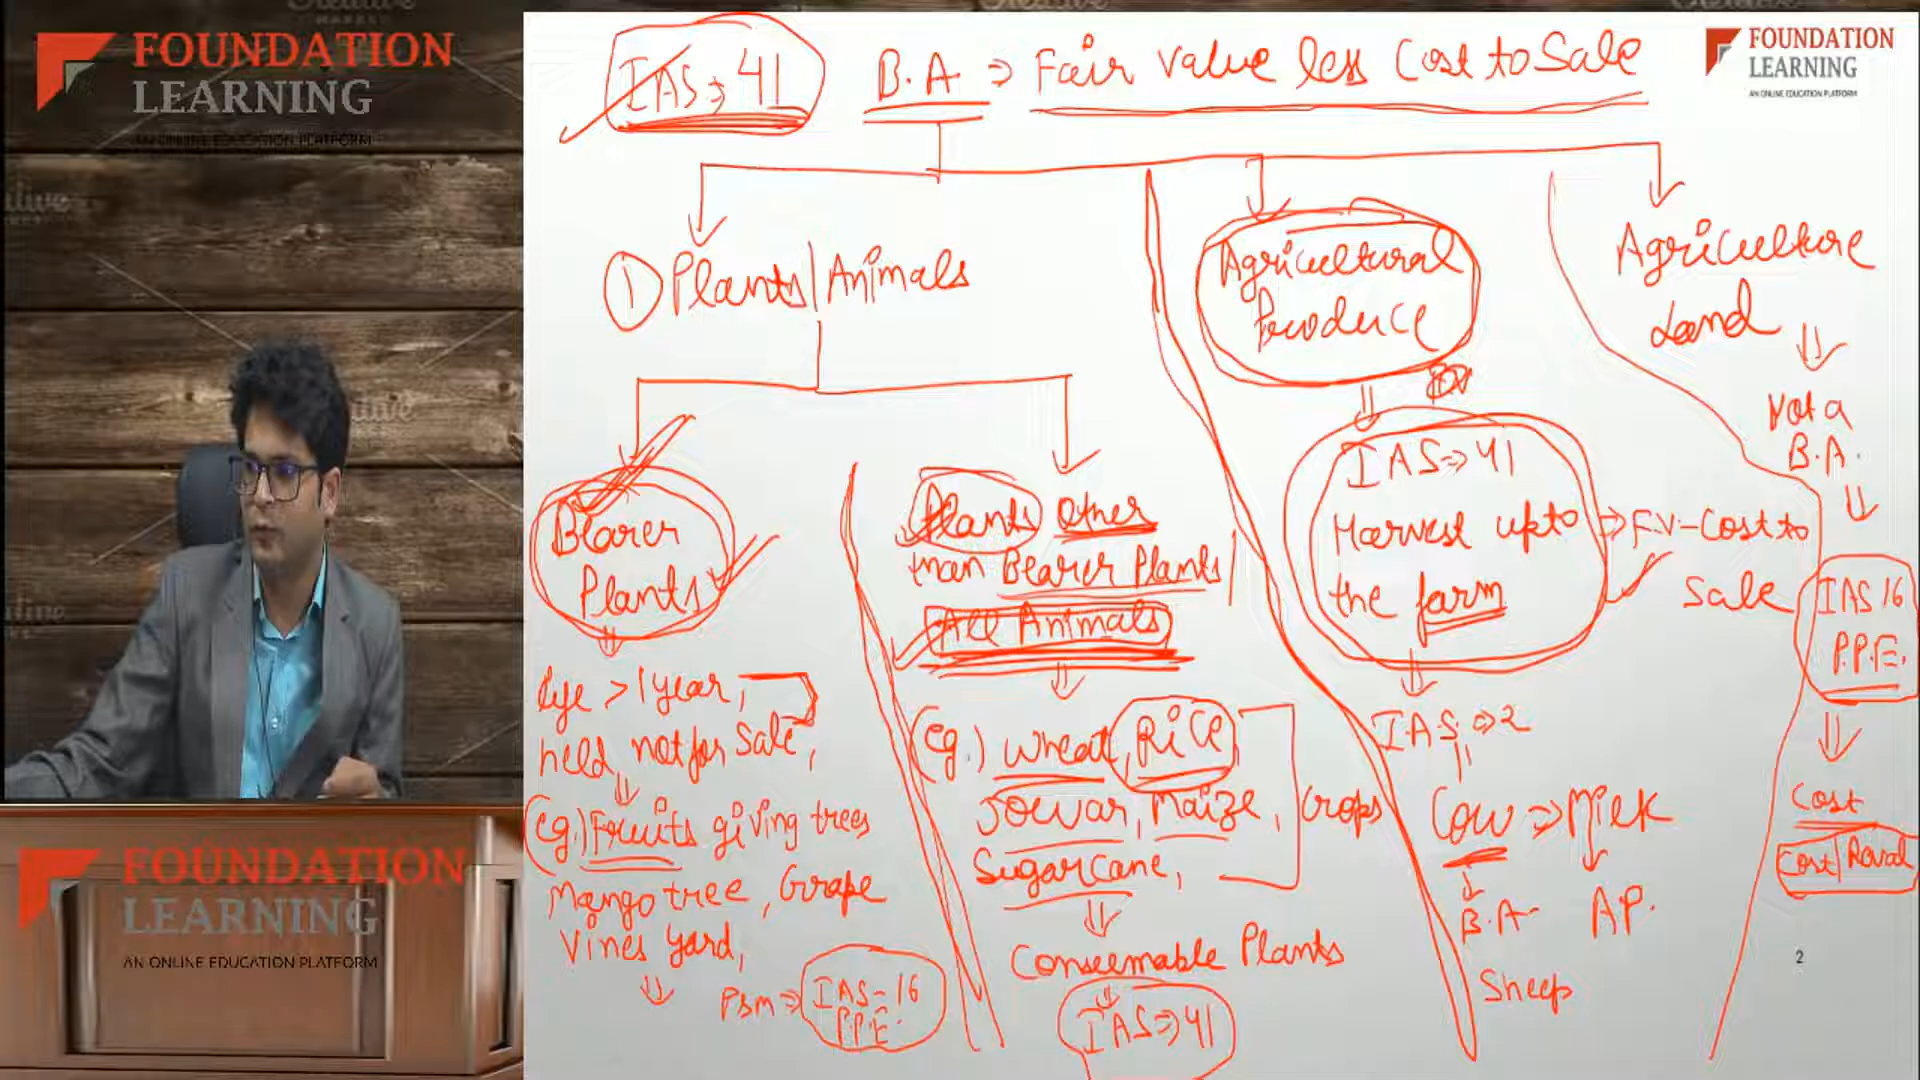 FOUNDATION
LEARNING
AN ONLINE EDUCATION PLATFORM
IAS ⇒ 41
B.A. ⇒ Fair value less Cost to Sale
FOUNDATION
LEARNING
AN ONLINE EDUCATION PLATFORM
① Plants/Animals
Bearer
Plants
life > 1 year,
held not for Sale,
(eg.) Fruits giving trees
Mango tree, Grape
Vines Yard,
⇒ IAS - 16
P.P.E.
Plants Other
than Bearer Plants
All Animals
(eg.) Wheat, Rice,
Jowar, Maize,
Sugarcane,
Crops
Consumable Plants
IAS ⇒ 41
Agricultural
Produce
IAS ⇒ 41
Harvest upto
the farm
⇒ F.V. - Cost to
Sale
I.A.S. ⇒ 2
Cow ⇒ Milk
B.A.
A.P.
Sheep
Agriculture
Land
Not a
B.A.
IAS 16
P.P.E.
Cost
Cost/Reval
2
FOUNDATION
LEARNING
AN ONLINE EDUCATION PLATFORM